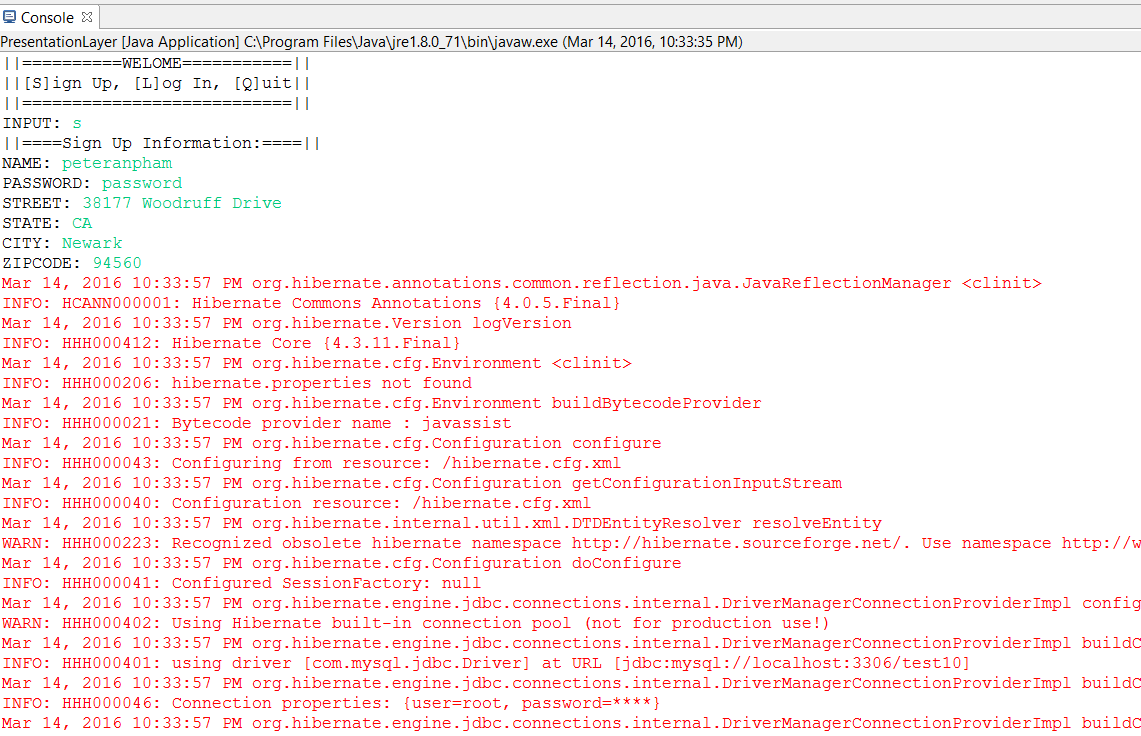 Console
PresentationLayer [Java Application] C:\Program Files\Java\jre1.8.0_71\bin\javaw.exe (Mar 14, 2016, 10:33:35 PM)
||==========WELOME===========||
||[S]ign Up, [L]og In, [Q]uit||
||===========================||
INPUT: s
||====Sign Up Information:====||
NAME: peteranpham
PASSWORD: password
STREET: 38177 Woodruff Drive
STATE: CA
CITY: Newark
ZIPCODE: 94560
Mar 14, 2016 10:33:57 PM org.hibernate.annotations.common.reflection.java.JavaReflectionManager <clinit>
INFO: HCANN000001: Hibernate Commons Annotations {4.0.5.Final}
Mar 14, 2016 10:33:57 PM org.hibernate.Version logVersion
INFO: HHH000412: Hibernate Core {4.3.11.Final}
Mar 14, 2016 10:33:57 PM org.hibernate.cfg.Environment <clinit>
INFO: HHH000206: hibernate.properties not found
Mar 14, 2016 10:33:57 PM org.hibernate.cfg.Environment buildBytecodeProvider
INFO: HHH000021: Bytecode provider name : javassist
Mar 14, 2016 10:33:57 PM org.hibernate.cfg.Configuration configure
INFO: HHH000043: Configuring from resource: /hibernate.cfg.xml
Mar 14, 2016 10:33:57 PM org.hibernate.cfg.Configuration getConfigurationInputStream
INFO: HHH000040: Configuration resource: /hibernate.cfg.xml
Mar 14, 2016 10:33:57 PM org.hibernate.internal.util.xml.DTDEntityResolver resolveEntity
WARN: HHH000223: Recognized obsolete hibernate namespace http://hibernate.sourceforge.net/. Use namespace http://w
Mar 14, 2016 10:33:57 PM org.hibernate.cfg.Configuration doConfigure
INFO: HHH000041: Configured SessionFactory: null
Mar 14, 2016 10:33:57 PM org.hibernate.engine.jdbc.connections.internal.DriverManagerConnectionProviderImpl config
WARN: HHH000402: Using Hibernate built-in connection pool (not for production use!)
Mar 14, 2016 10:33:57 PM org.hibernate.engine.jdbc.connections.internal.DriverManagerConnectionProviderImpl buildC
INFO: HHH000401: using driver [com.mysql.jdbc.Driver] at URL [jdbc:mysql://localhost:3306/test10]
Mar 14, 2016 10:33:57 PM org.hibernate.engine.jdbc.connections.internal.DriverManagerConnectionProviderImpl buildC
INFO: HHH000046: Connection properties: {user=root, password=****}
Mar 14, 2016 10:33:57 PM org.hibernate.engine.jdbc.connections.internal.DriverManagerConnectionProviderImpl buildC